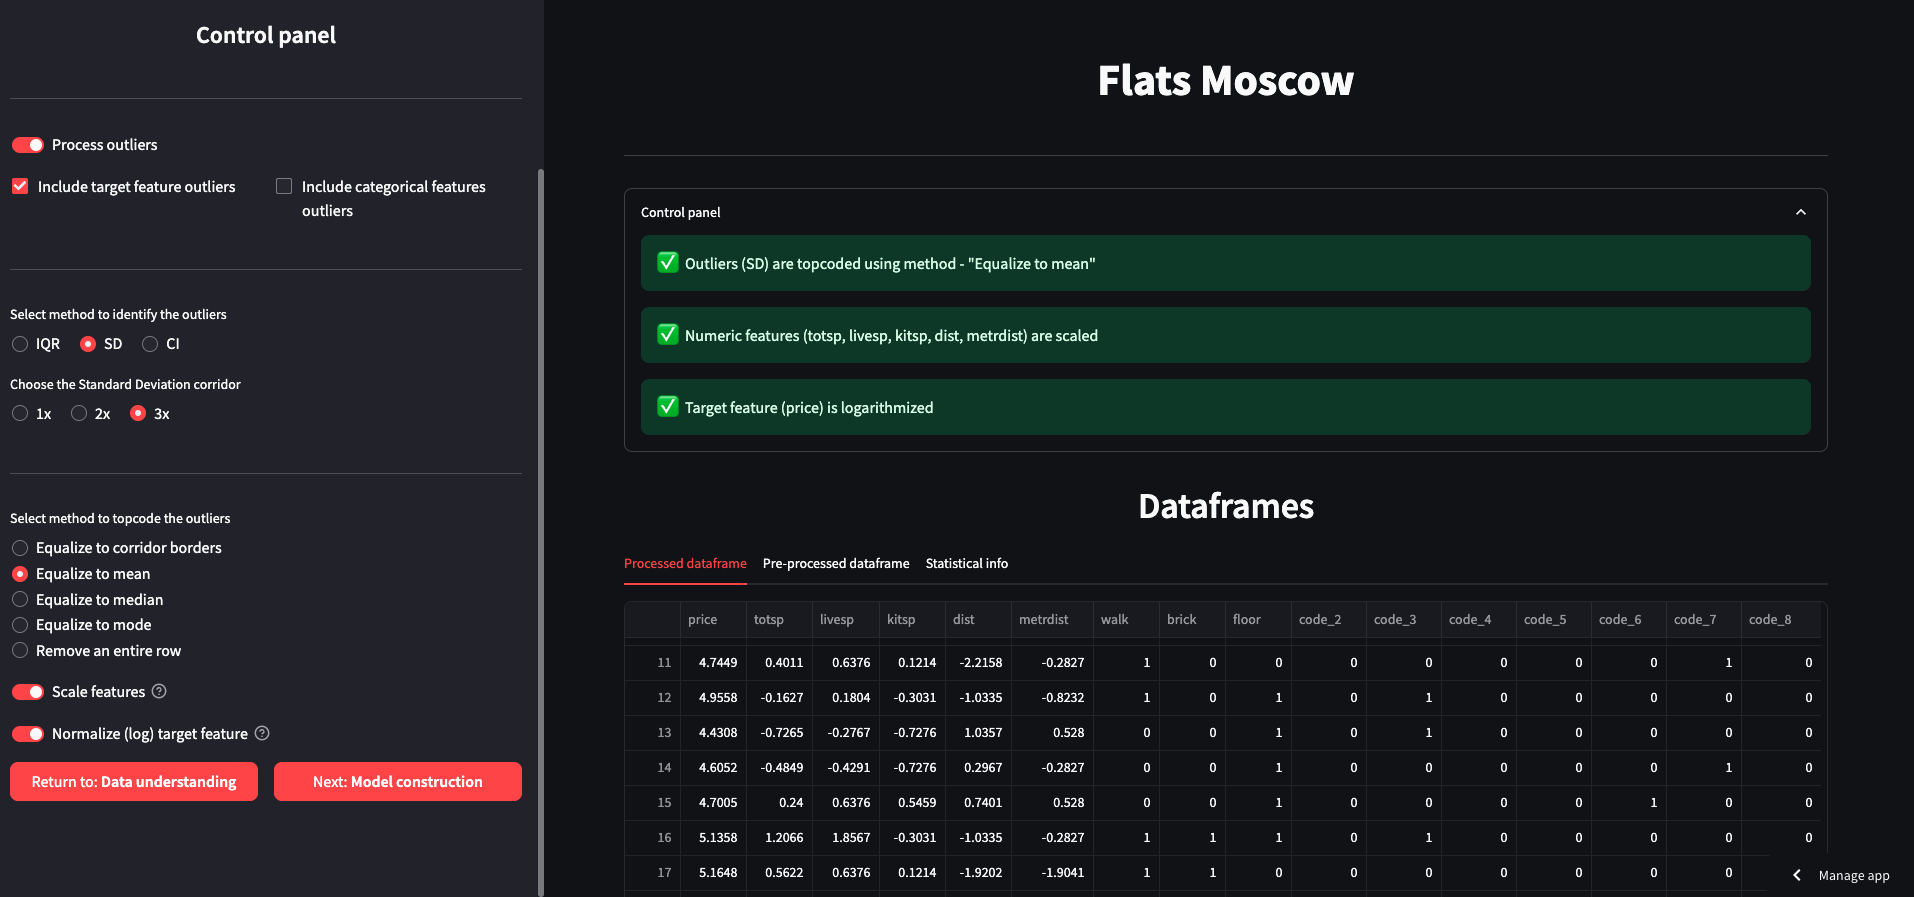 Control panel
Process outliers
Include target feature outliers
Include categorical features
outliers
Select method to identify the outliers
IQR SD CI
Choose the Standard Deviation corridor
1x 2x 3x
Select method to topcode the outliers
Equalize to corridor borders
Equalize to mean
Equalize to median
Equalize to mode
Remove an entire row
Scale features
Normalize (log) target feature
Return to: Data understanding
Next: Model construction
Flats Moscow
Control panel
Outliers (SD) are topcoded using method - "Equalize to mean"
Numeric features (totsp, livesp, kitsp, dist, metrdist) are scaled
Target feature (price) is logarithmized
Dataframes
Processed dataframe Pre-processed dataframe Statistical info
price totsp livesp kitsp dist metrdist walk brick floor code_2 code_3 code_4 code_5 code_6 code_7 code_8
11 4.7449 0.4011 0.6376 0.1214 -2.2158 -0.2827 1 0 0 0 0 0 0 0 1 0
12 4.9558 -0.1627 0.1804 -0.3031 -1.0335 -0.8232 1 0 1 0 1 0 0 0 0 0
13 4.4308 -0.7265 -0.2767 -0.7276 1.0357 0.528 0 0 1 0 1 0 0 0 0 0
14 4.6052 -0.4849 -0.4291 -0.7276 0.2967 -0.2827 0 0 1 0 0 0 0 0 1 0
15 4.7005 0.24 0.6376 0.5459 0.7401 0.528 0 0 1 0 0 0 0 1 0 0
16 5.1358 1.2066 1.8567 -0.3031 -1.0335 -0.2827 1 1 1 0 1 0 0 0 0 0
17 5.1648 0.5622 0.6376 0.1214 -1.9202 -1.9041 1 1 0 0 0 0 0 0 0
Manage app